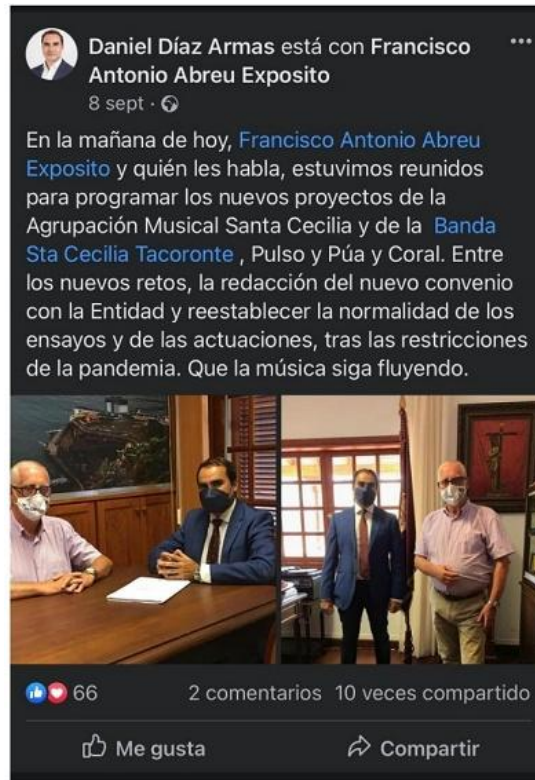 Daniel Díaz Armas está con Francisco
Antonio Abreu Exposito
8 sept ·
En la mañana de hoy, Francisco Antonio Abreu
Exposito y quién les habla, estuvimos reunidos
para programar los nuevos proyectos de la
Agrupación Musical Santa Cecilia y de la Banda
Sta Cecilia Tacoronte , Pulso y Púa y Coral. Entre
los nuevos retos, la redacción del nuevo convenio
con la Entidad y reestablecer la normalidad de los
ensayos y de las actuaciones, tras las restricciones
de la pandemia. Que la música siga fluyendo.
66 2 comentarios 10 veces compartido
Me gusta Compartir